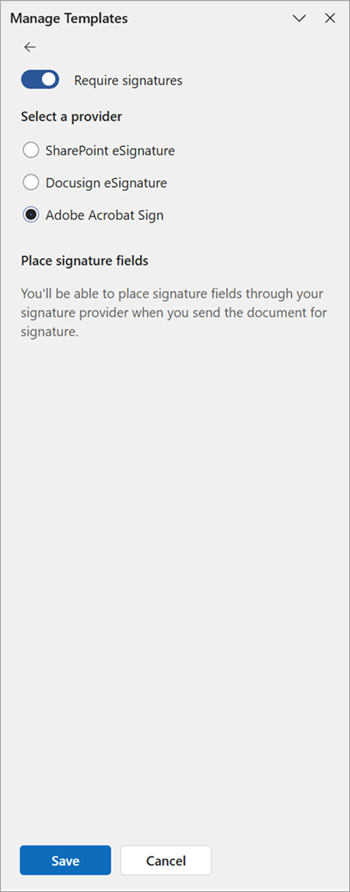 Manage Templates
Require signatures
Select a provider
SharePoint eSignature
Docusign eSignature
Adobe Acrobat Sign
Place signature fields
You'll be able to place signature fields through your
signature provider when you send the document for
signature.
Save
Cancel